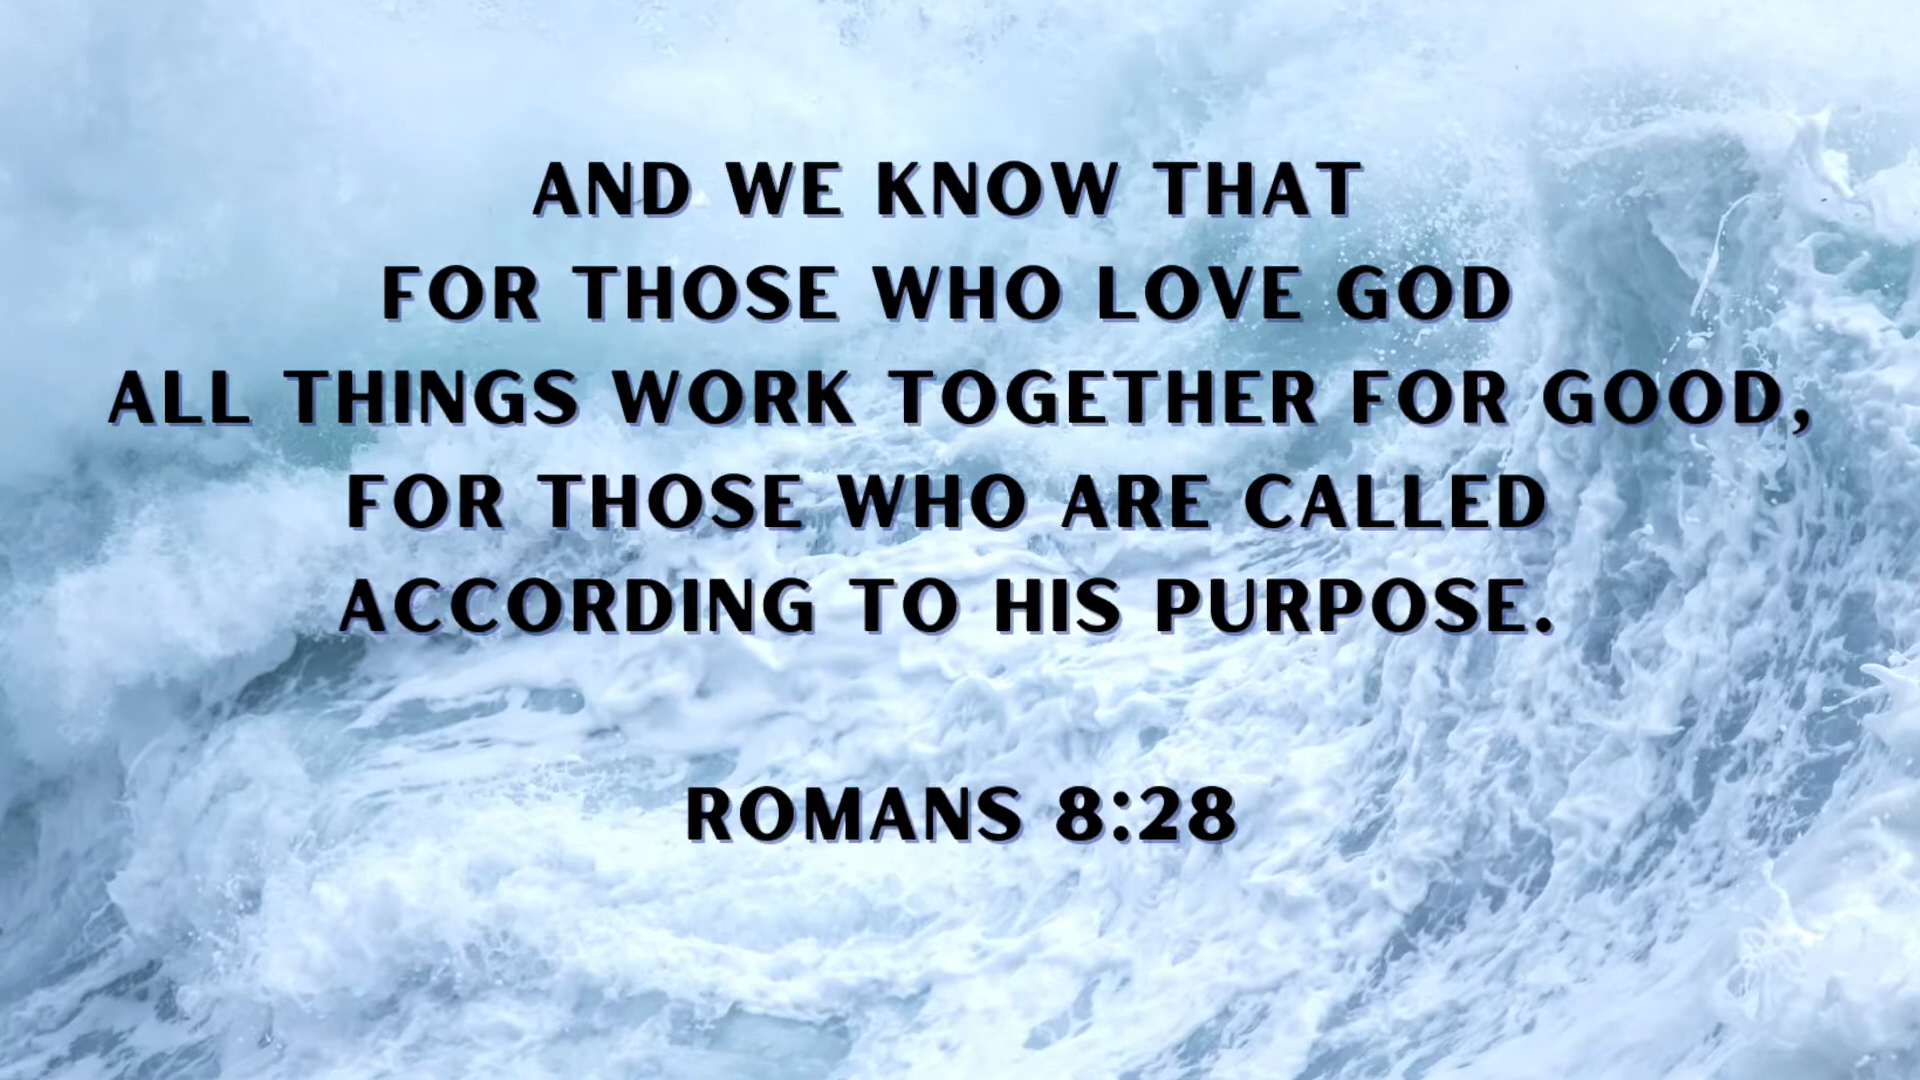 AND WE KNOW THAT
FOR THOSE WHO LOVE GOD
ALL THINGS WORK TOGETHER FOR GOOD,
FOR THOSE WHO ARE CALLED
ACCORDING TO HIS PURPOSE.
ROMANS 8:28